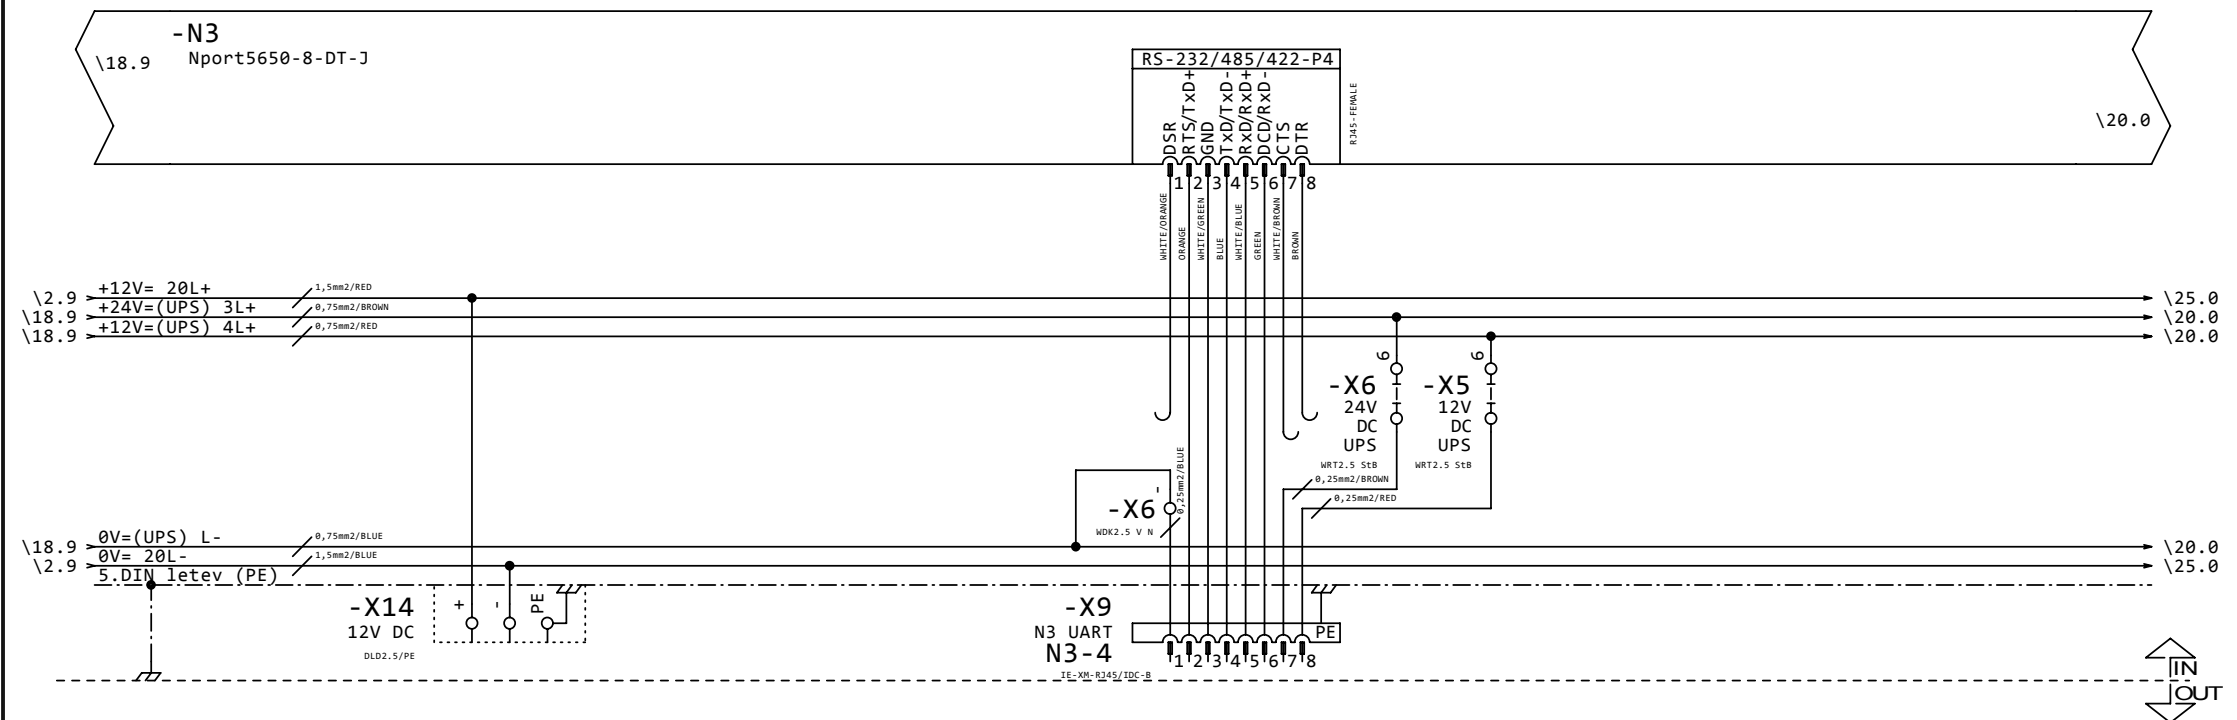 -N3
Nport5650-8-DT-J
\18.9
\20.0
RS-232/485/422-P4
RJ45-FEMALE
DSR
RTS/TxD+
GND
TxD/TxD-
RxD/RxD+
DCD/RxD-
CTS
DTR
1 2 3 4 5 6 7 8
WHITE/ORANGE
ORANGE
WHITE/GREEN
BLUE
WHITE/BLUE
GREEN
WHITE/BROWN
BROWN
\2.9 +12V= 20L+ 1,5mm2/RED \25.0
\18.9 +24V=(UPS) 3L+ 0,75mm2/BROWN \20.0
\18.9 +12V=(UPS) 4L+ 0,75mm2/RED \20.0
6 6
-X6 -X5
24V 12V
DC DC
UPS UPS
WRT2.5 StB WRT2.5 StB
0,25mm2/BROWN
0,25mm2/RED
0,25mm2/BLUE
-
-X6
WDK2.5 V N
\18.9 0V=(UPS) L- 0,75mm2/BLUE \20.0
\2.9 0V= 20L- 1,5mm2/BLUE \25.0
5.DIN letev (PE)
-X14 + - PE
12V DC
DLD2.5/PE
-X9
N3 UART PE
N3-4
1 2 3 4 5 6 7 8
IE-XM-RJ45/IDC-B
IN
OUT